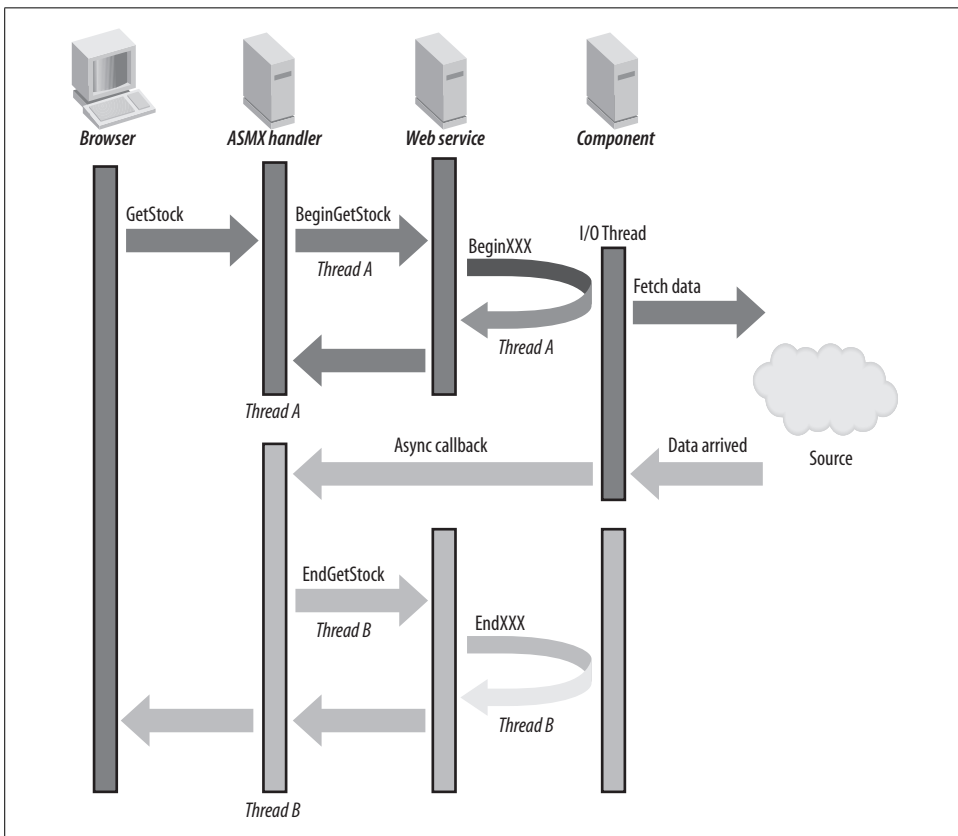 Browser
ASMX handler
Web service
Component
GetStock
BeginGetStock
Thread A
BeginXXX
I/O Thread
Fetch data
Thread A
Thread A
Async callback
Data arrived
Source
EndGetStock
Thread B
EndXXX
Thread B
Thread B